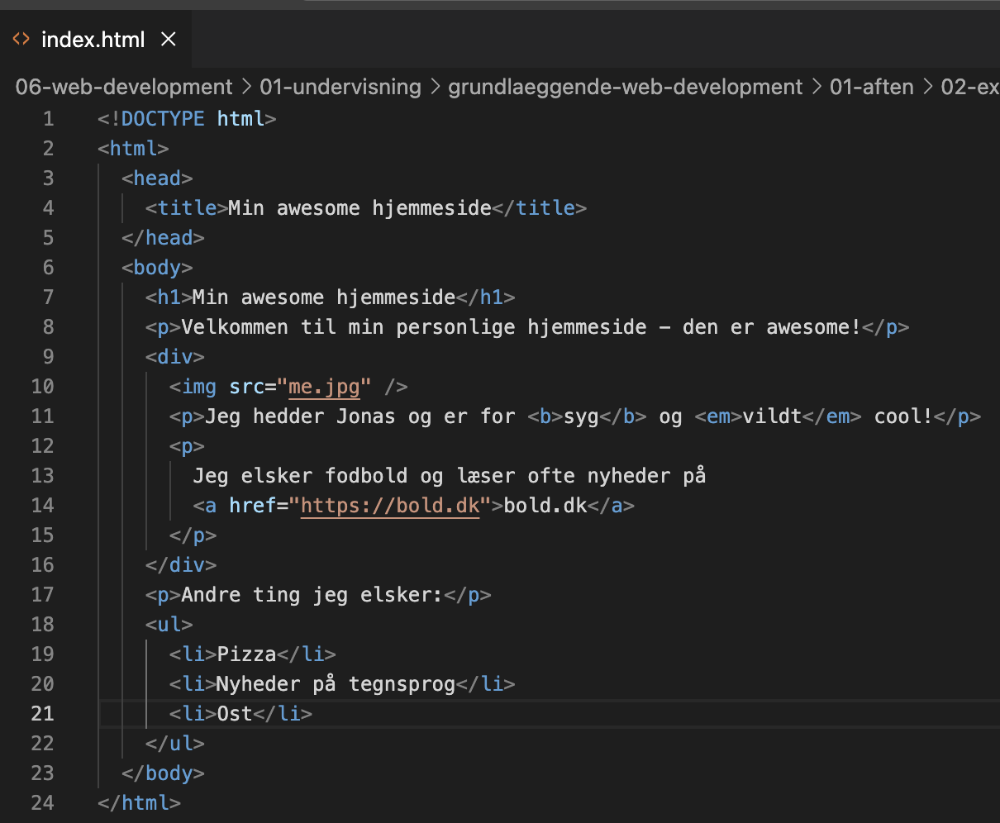 index.html
06-web-development > 01-undervisning > grundlaeggende-web-development > 01-aften > 02-ex
1 <!DOCTYPE html>
2 <html>
3 <head>
4 <title>Min awesome hjemmeside</title>
5 </head>
6 <body>
7 <h1>Min awesome hjemmeside</h1>
8 <p>Velkommen til min personlige hjemmeside – den er awesome!</p>
9 <div>
10 <img src="me.jpg" />
11 <p>Jeg hedder Jonas og er for <b>syg</b> og <em>vildt</em> cool!</p>
12 <p>
13 Jeg elsker fodbold og læser ofte nyheder på
14 <a href="https://bold.dk">bold.dk</a>
15 </p>
16 </div>
17 <p>Andre ting jeg elsker:</p>
18 <ul>
19 <li>Pizza</li>
20 <li>Nyheder på tegnsprog</li>
21 <li>Ost</li>
22 </ul>
23 </body>
24 </html>